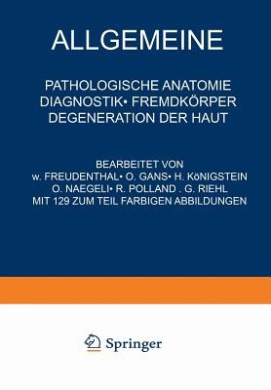 ALLGEMEINE
PATHOLOGISCHE ANATOMIE
DIAGNOSTIK• FREMDKÖRPER
DEGENERATION DER HAUT
BEARBEITET VON
w. FREUDENTHAL• O. GANS• H. KöNIGSTEIN
O. NAEGELI• R. POLLAND . G. RIEHL
MIT 129 ZUM TEIL FARBIGEN ABBILDUNGEN
Springer